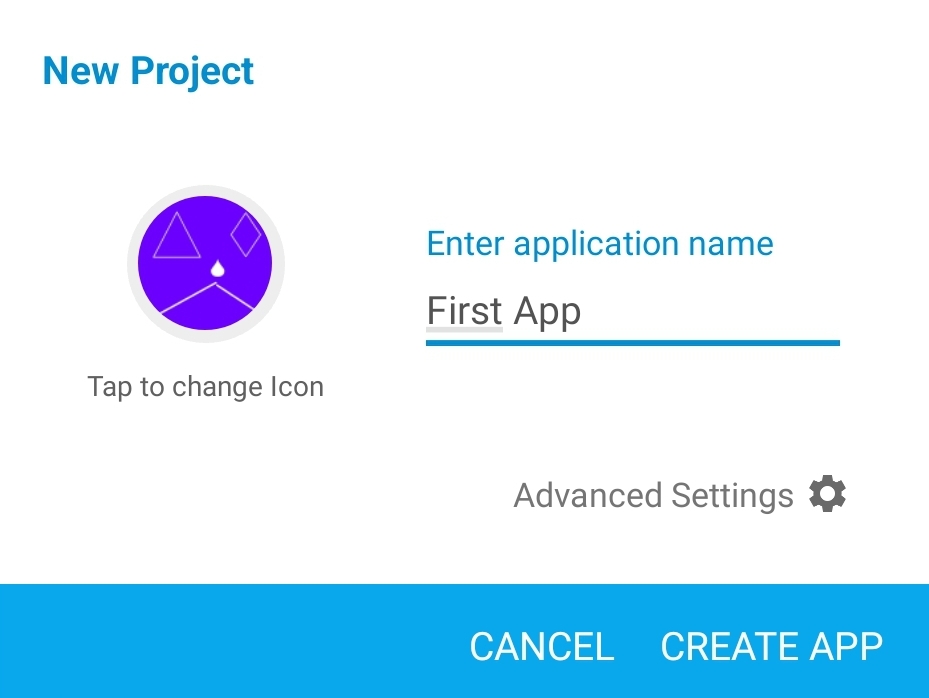 New Project
Enter application name
First App
Tap to change Icon
Advanced Settings
CANCEL CREATE APP